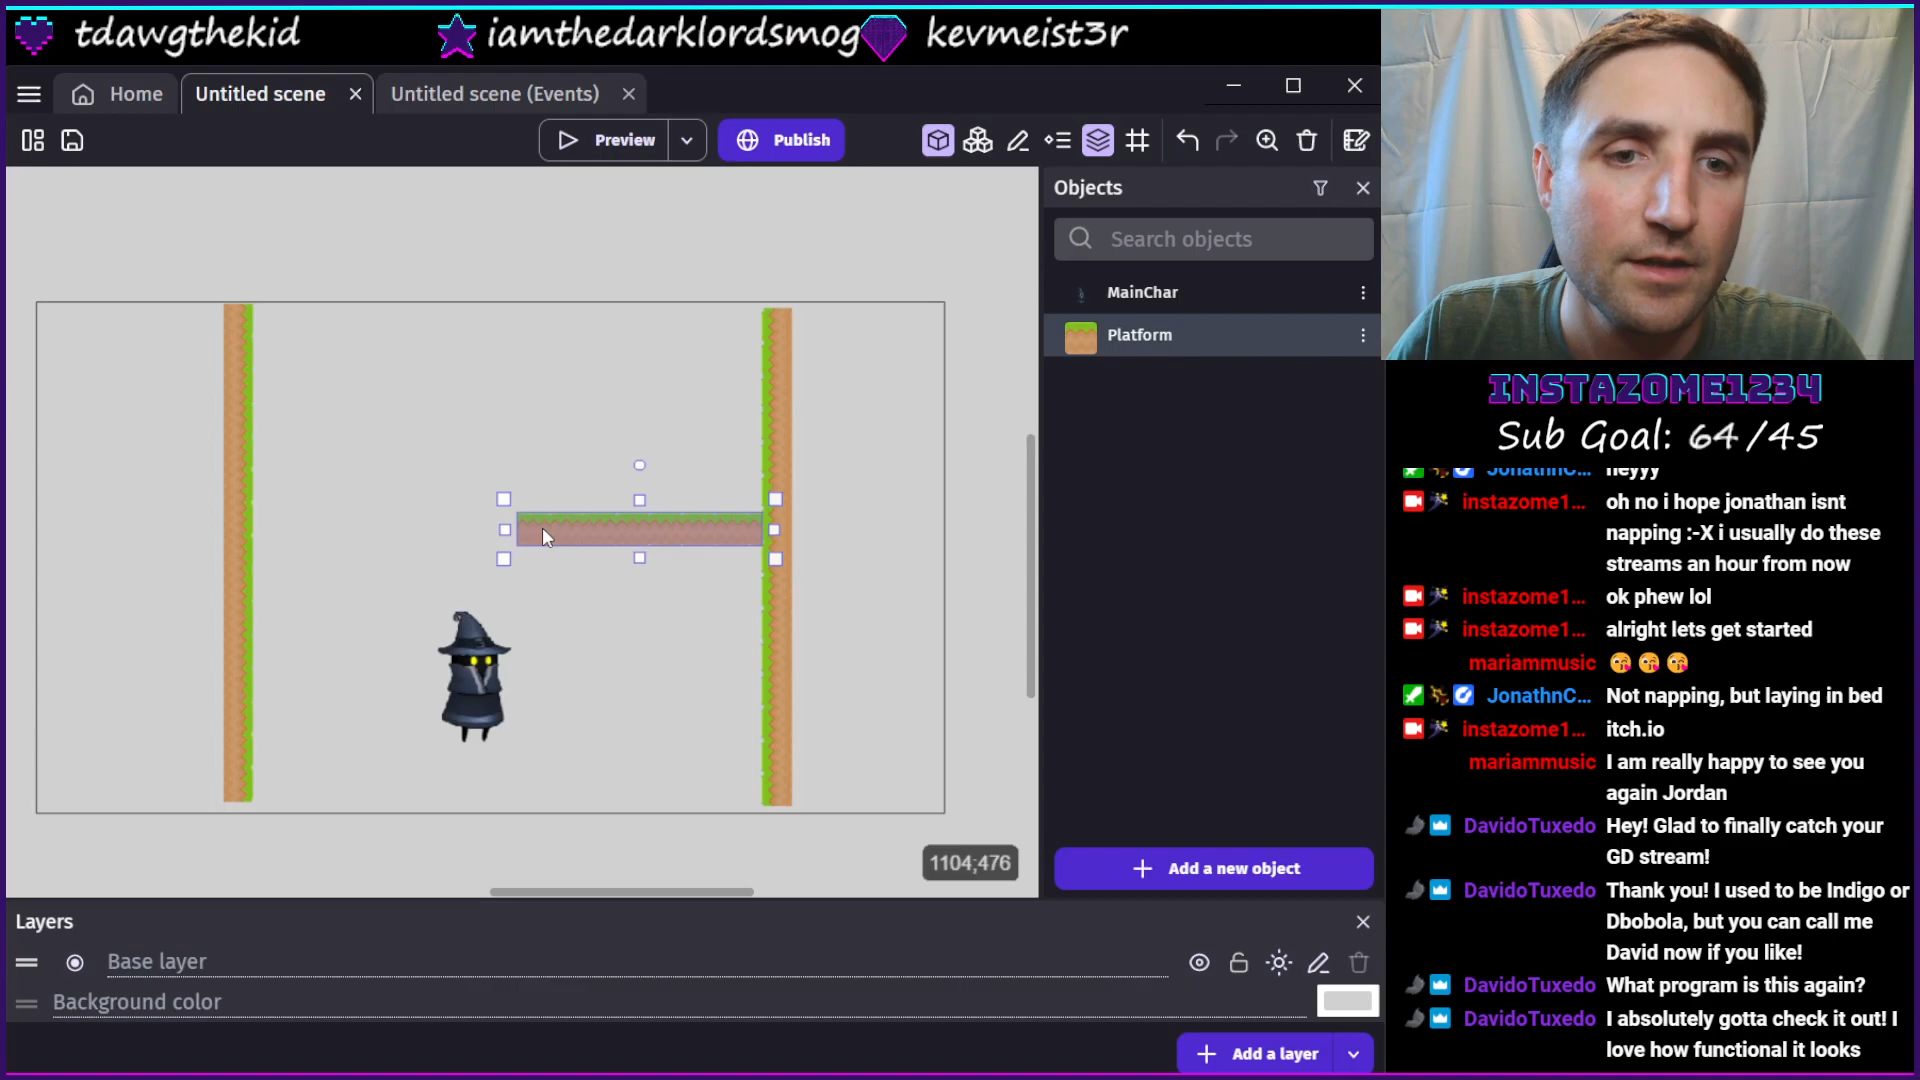 tdawgthekid iamthedarklordsmog kevmeist3r
Home Untitled scene Untitled scene (Events)
Preview Publish
Objects
Search objects
MainChar
Platform
1104;476
Add a new object
Layers
Base layer
Background color
Add a layer
INSTAZOME1234
Sub Goal: 64/45
JonathnC... heyyy
instazome1... oh no i hope jonathan isnt
napping :-X i usually do these
streams an hour from now
instazome1... ok phew lol
instazome1... alright lets get started
mariammusic 😘 😘 😘
JonathnC... Not napping, but laying in bed
instazome1... itch.io
mariammusic I am really happy to see you
again Jordan
DavidoTuxedo Hey! Glad to finally catch your
GD stream!
DavidoTuxedo Thank you! I used to be Indigo or
Dbobola, but you can call me
David now if you like!
DavidoTuxedo What program is this again?
DavidoTuxedo I absolutely gotta check it out! I
love how functional it looks